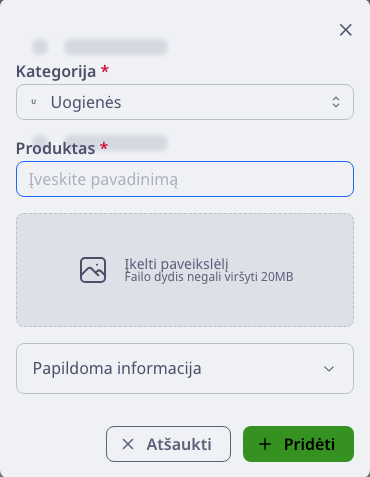 Kategorija *
U Uogienės
Produktas *
Įveskite pavadinimą
Įkelti paveikslėlį
Failo dydis negali viršyti 20MB
Papildoma informacija
Atšaukti
Pridėti